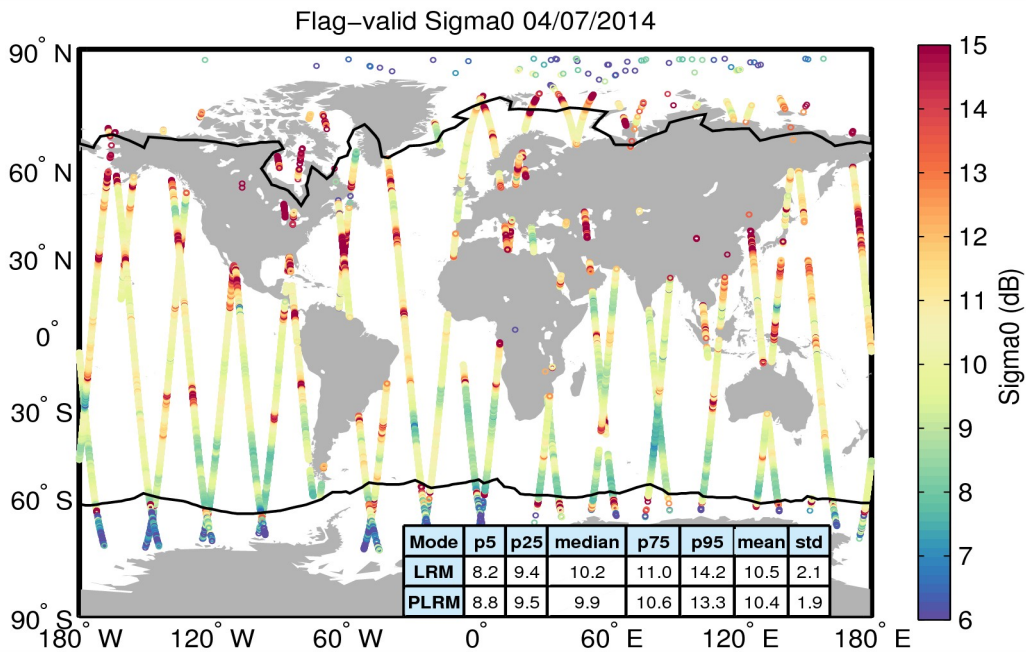 Flag−valid Sigma0 04/07/2014
90° N
60° N
30° N
0°
30° S
60° S
90° S
180° W 120° W 60° W 0° 60° E 120° E 180° E
Mode p5 p25 median p75 p95 mean std
LRM 8.2 9.4 10.2 11.0 14.2 10.5 2.1
PLRM 8.8 9.5 9.9 10.6 13.3 10.4 1.9
15
14
13
12
11
10
9
8
7
6
Sigma0 (dB)